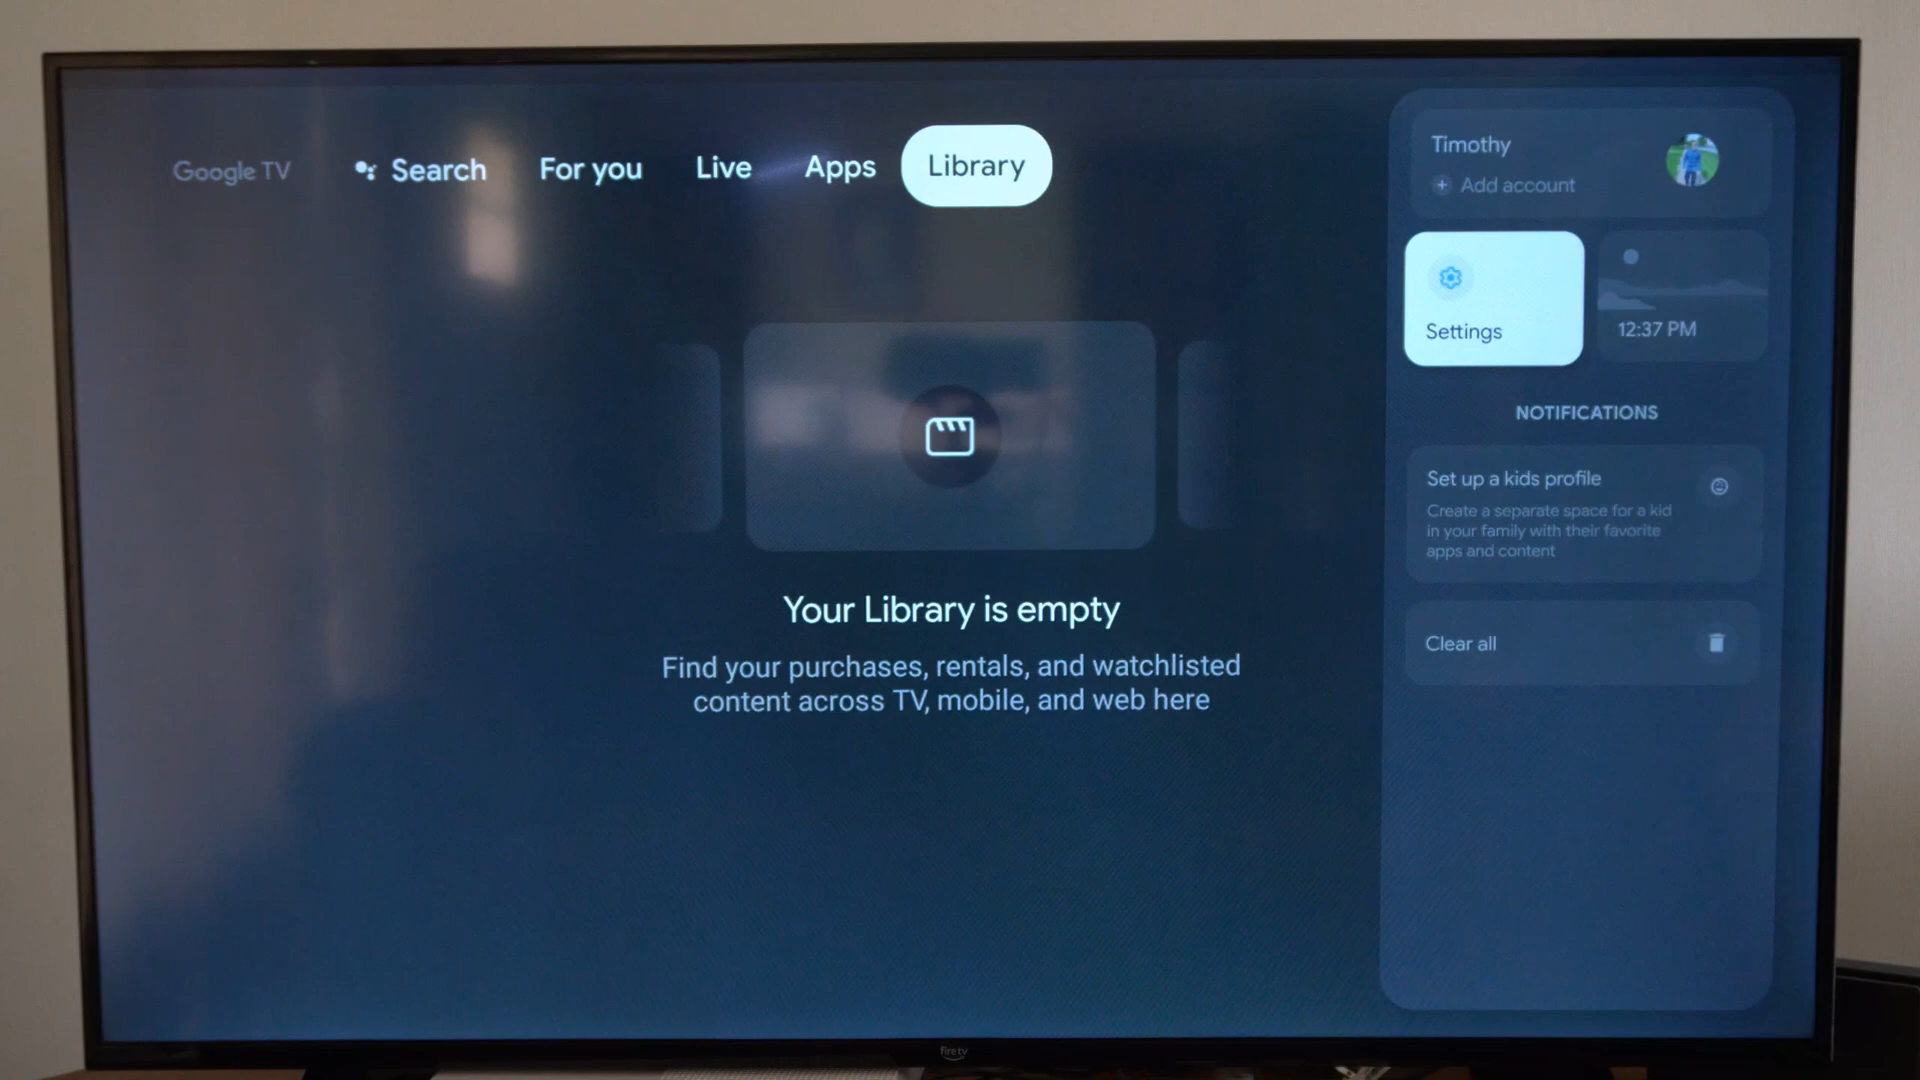 Google TV
Search
For you
Live
Apps
Library
Timothy
+ Add account
Settings
12:37 PM
NOTIFICATIONS
Set up a kids profile
Create a separate space for a kid
in your family with their favorite
apps and content
Clear all
Your Library is empty
Find your purchases, rentals, and watchlisted
content across TV, mobile, and web here
fire tv